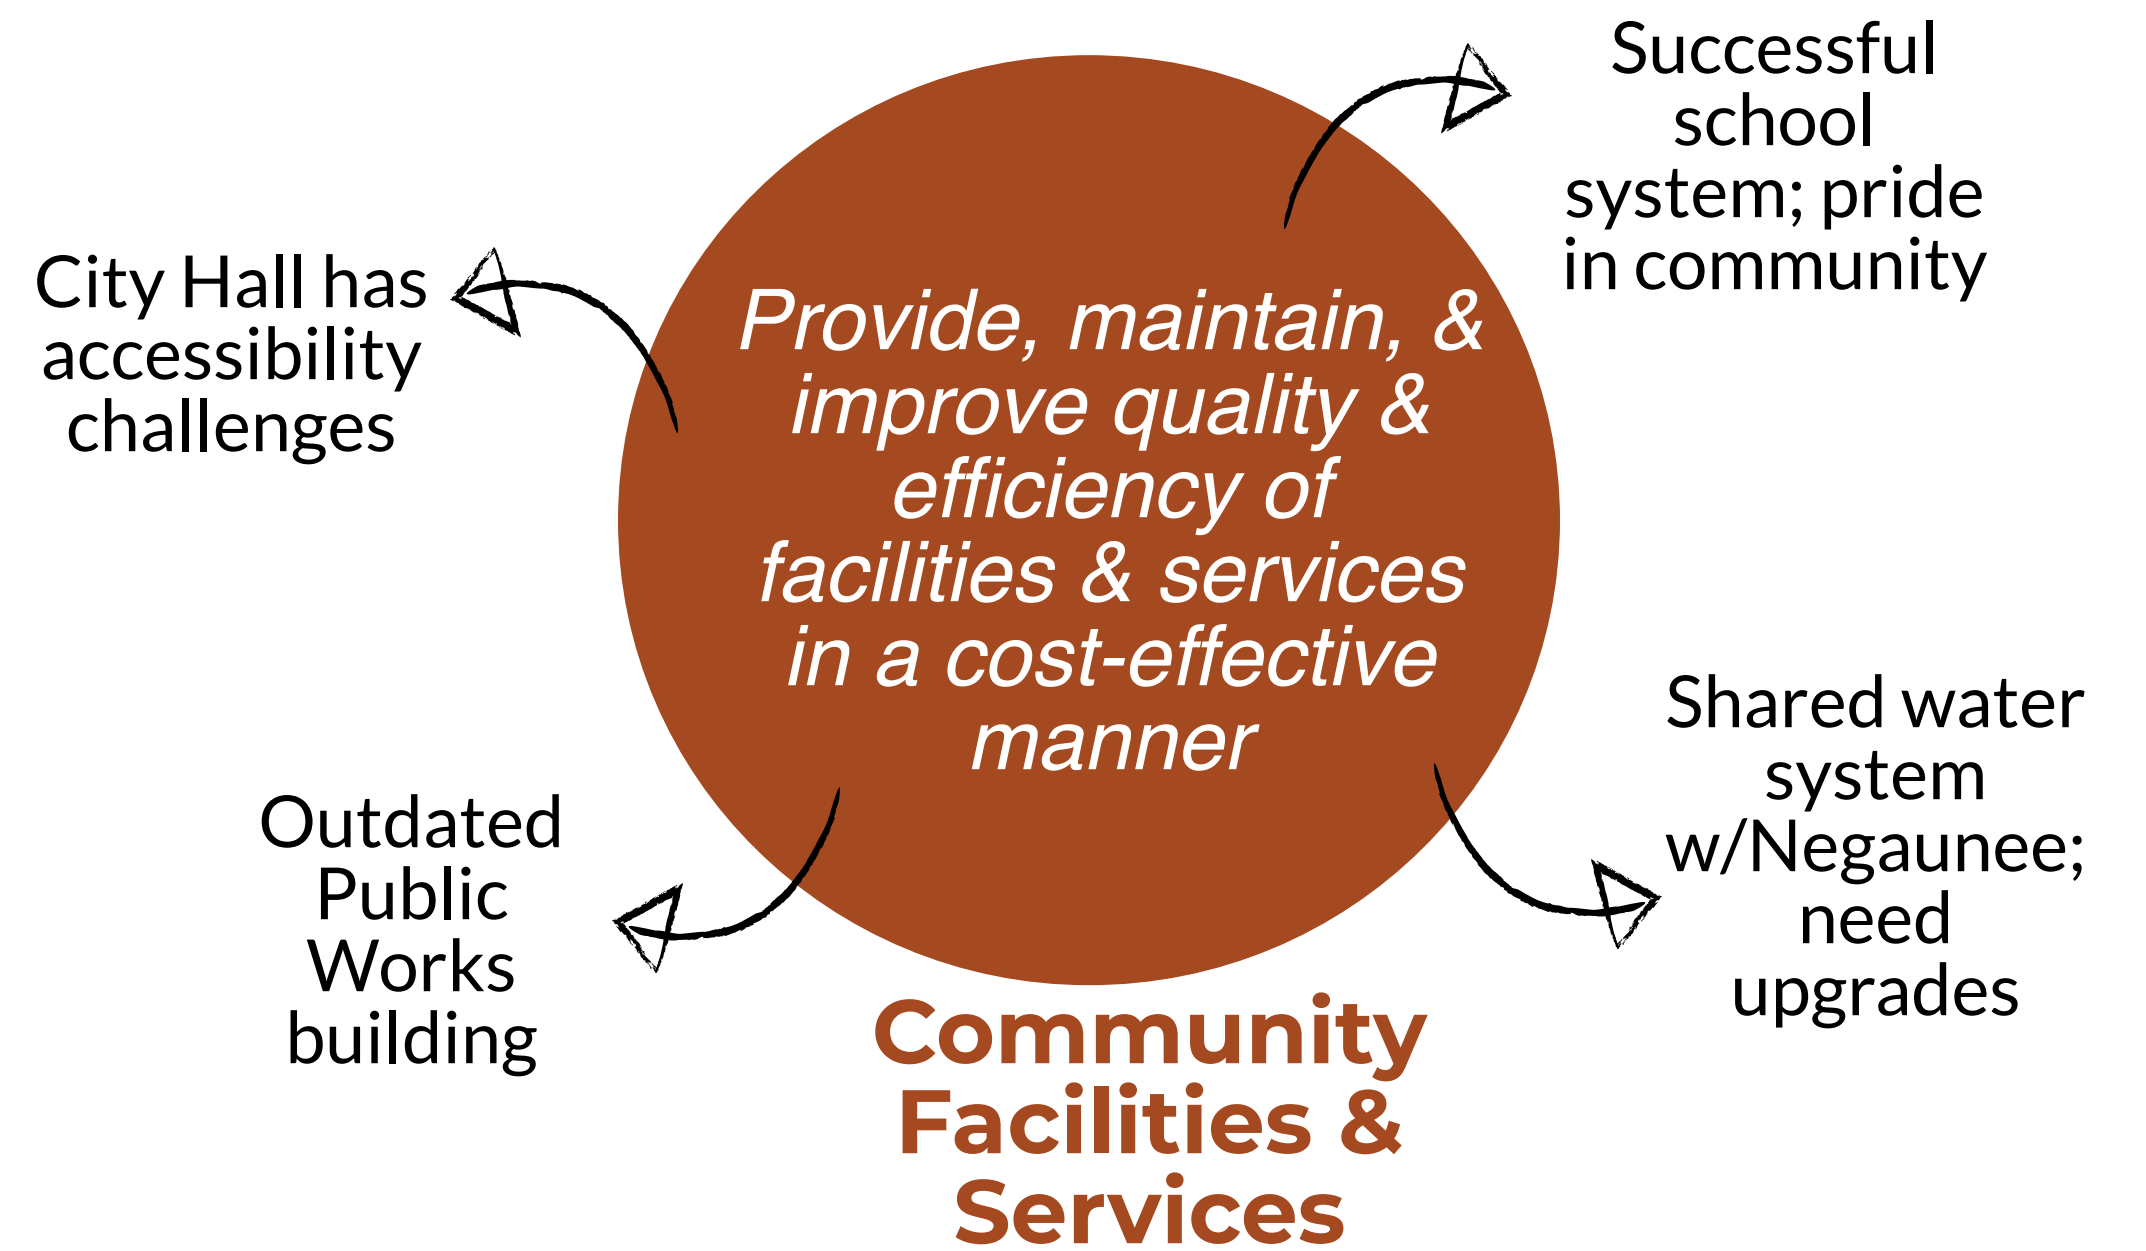 Successful
school
system; pride
in community
City Hall has
accessibility
challenges
Provide, maintain, &
improve quality &
efficiency of
facilities & services
in a cost-effective
manner
Shared water
system
w/Negaunee;
need
upgrades
Outdated
Public
Works
building
Community
Facilities &
Services